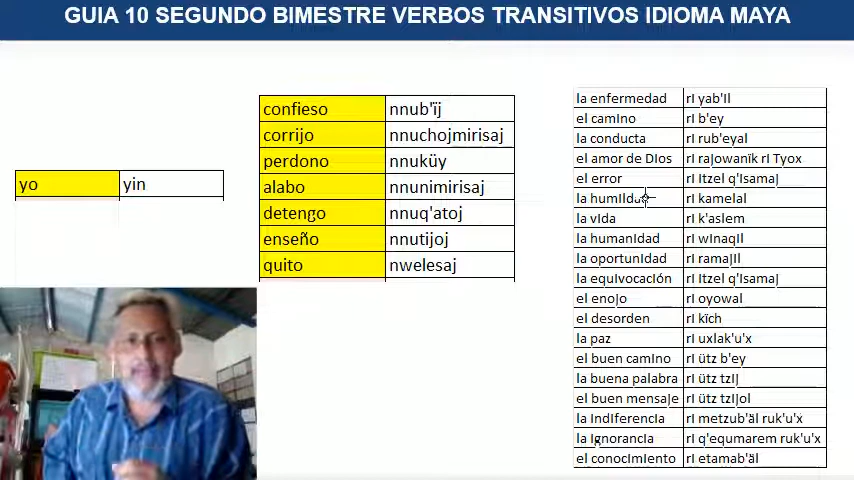 GUIA 10 SEGUNDO BIMESTRE VERBOS TRANSITIVOS IDIOMA MAYA
yo yin
confieso nnub'ïj
corrijo nnuchojmirisaj
perdono nnuküy
alabo nnunimirisaj
detengo nnuq'atoj
enseño nnutijoj
quito nwelesaj
la enfermedad ri yab'il
el camino ri b'ey
la conducta ri rub'eyal
el amor de Dios ri rajowanïk ri Tyox
el error ri itzel q'isamaj
la humildad ri kamelal
la vida ri k'aslem
la humanidad ri winaqil
la oportunidad ri ramajil
la equivocación ri itzel q'isamaj
el enojo ri oyowal
el desorden ri kïch
la paz ri uxlak'u'x
el buen camino ri ütz b'ey
la buena palabra ri ütz tzij
el buen mensaje ri ütz tzijol
la indiferencia ri metzub'äl ruk'u'x
la ignorancia ri q'equmarem ruk'u'x
el conocimiento ri etamab'äl